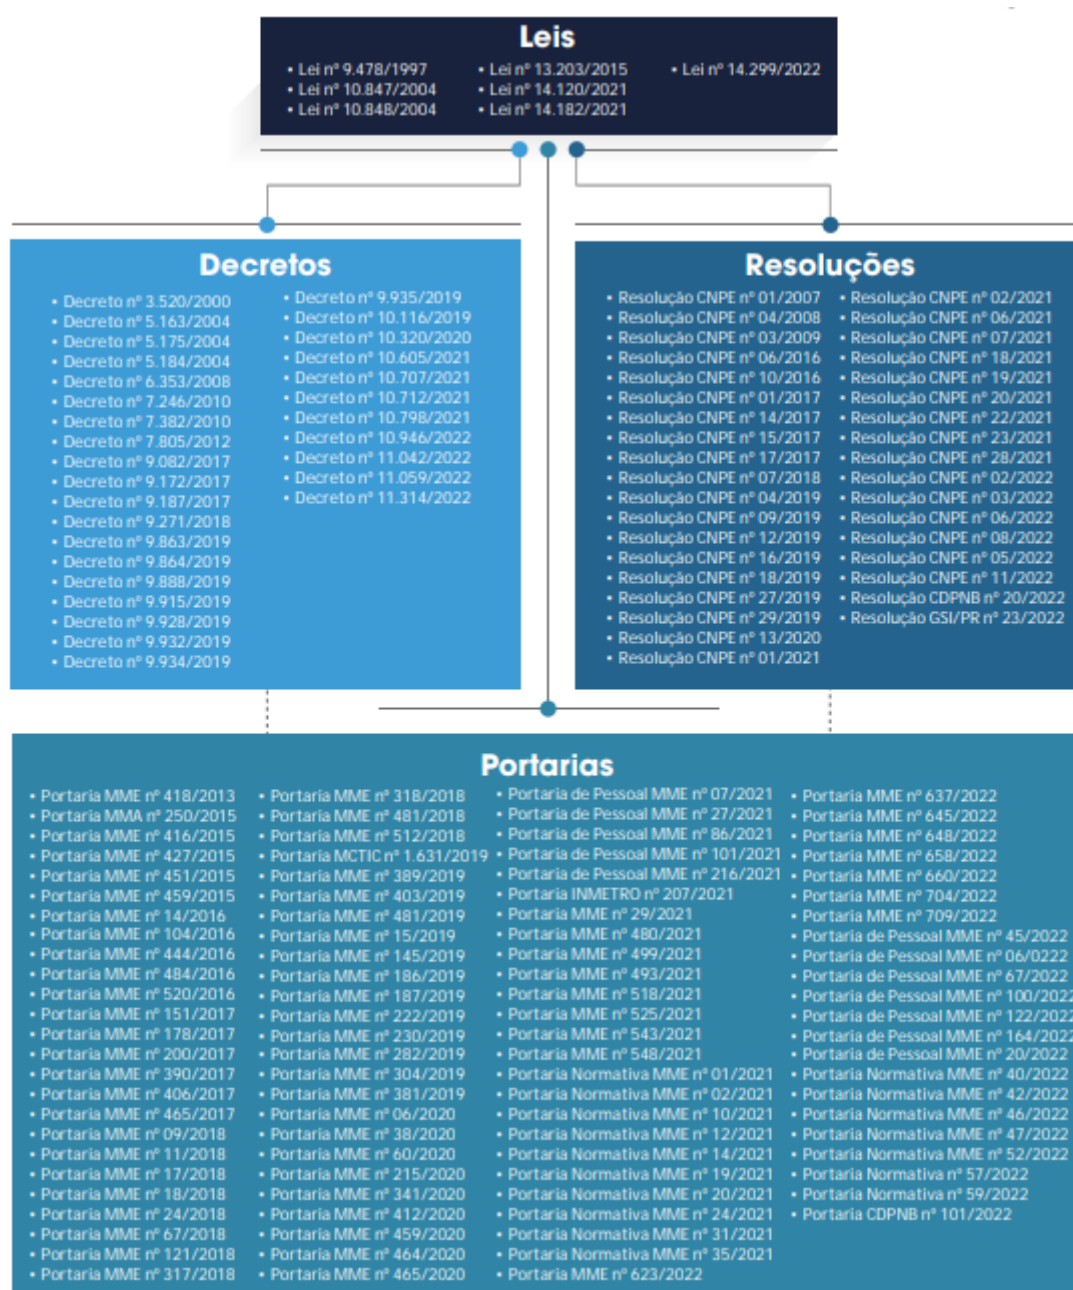 Leis
• Lei nº 9.478/1997
• Lei nº 10.847/2004
• Lei nº 10.848/2004
• Lei nº 13.203/2015
• Lei nº 14.120/2021
• Lei nº 14.182/2021
• Lei nº 14.299/2022
Decretos
• Decreto nº 3.520/2000
• Decreto nº 5.163/2004
• Decreto nº 5.175/2004
• Decreto nº 5.184/2004
• Decreto nº 6.353/2008
• Decreto nº 7.246/2010
• Decreto nº 7.382/2010
• Decreto nº 7.805/2012
• Decreto nº 9.082/2017
• Decreto nº 9.172/2017
• Decreto nº 9.187/2017
• Decreto nº 9.271/2018
• Decreto nº 9.863/2019
• Decreto nº 9.864/2019
• Decreto nº 9.888/2019
• Decreto nº 9.915/2019
• Decreto nº 9.928/2019
• Decreto nº 9.932/2019
• Decreto nº 9.934/2019
• Decreto nº 9.935/2019
• Decreto nº 10.116/2019
• Decreto nº 10.320/2020
• Decreto nº 10.605/2021
• Decreto nº 10.707/2021
• Decreto nº 10.712/2021
• Decreto nº 10.798/2021
• Decreto nº 10.946/2022
• Decreto nº 11.042/2022
• Decreto nº 11.059/2022
• Decreto nº 11.314/2022
Resoluções
• Resolução CNPE nº 01/2007
• Resolução CNPE nº 04/2008
• Resolução CNPE nº 03/2009
• Resolução CNPE nº 06/2016
• Resolução CNPE nº 10/2016
• Resolução CNPE nº 01/2017
• Resolução CNPE nº 14/2017
• Resolução CNPE nº 15/2017
• Resolução CNPE nº 17/2017
• Resolução CNPE nº 07/2018
• Resolução CNPE nº 04/2019
• Resolução CNPE nº 09/2019
• Resolução CNPE nº 12/2019
• Resolução CNPE nº 16/2019
• Resolução CNPE nº 18/2019
• Resolução CNPE nº 27/2019
• Resolução CNPE nº 29/2019
• Resolução CNPE nº 13/2020
• Resolução CNPE nº 01/2021
• Resolução CNPE nº 02/2021
• Resolução CNPE nº 06/2021
• Resolução CNPE nº 07/2021
• Resolução CNPE nº 18/2021
• Resolução CNPE nº 19/2021
• Resolução CNPE nº 20/2021
• Resolução CNPE nº 22/2021
• Resolução CNPE nº 23/2021
• Resolução CNPE nº 28/2021
• Resolução CNPE nº 02/2022
• Resolução CNPE nº 03/2022
• Resolução CNPE nº 06/2022
• Resolução CNPE nº 08/2022
• Resolução CNPE nº 05/2022
• Resolução CNPE nº 11/2022
• Resolução CDPNB nº 20/2022
• Resolução GSI/PR nº 23/2022
Portarias
• Portaria MME nº 418/2013
• Portaria MMA nº 250/2015
• Portaria MME nº 416/2015
• Portaria MME nº 427/2015
• Portaria MME nº 451/2015
• Portaria MME nº 459/2015
• Portaria MME nº 14/2016
• Portaria MME nº 104/2016
• Portaria MME nº 444/2016
• Portaria MME nº 484/2016
• Portaria MME nº 520/2016
• Portaria MME nº 151/2017
• Portaria MME nº 178/2017
• Portaria MME nº 200/2017
• Portaria MME nº 390/2017
• Portaria MME nº 406/2017
• Portaria MME nº 465/2017
• Portaria MME nº 09/2018
• Portaria MME nº 11/2018
• Portaria MME nº 17/2018
• Portaria MME nº 18/2018
• Portaria MME nº 24/2018
• Portaria MME nº 67/2018
• Portaria MME nº 121/2018
• Portaria MME nº 317/2018
• Portaria MME nº 318/2018
• Portaria MME nº 481/2018
• Portaria MME nº 512/2018
• Portaria MCTIC nº 1.631/2019
• Portaria MME nº 389/2019
• Portaria MME nº 403/2019
• Portaria MME nº 481/2019
• Portaria MME nº 15/2019
• Portaria MME nº 145/2019
• Portaria MME nº 186/2019
• Portaria MME nº 187/2019
• Portaria MME nº 222/2019
• Portaria MME nº 230/2019
• Portaria MME nº 282/2019
• Portaria MME nº 304/2019
• Portaria MME nº 381/2019
• Portaria MME nº 06/2020
• Portaria MME nº 38/2020
• Portaria MME nº 60/2020
• Portaria MME nº 215/2020
• Portaria MME nº 341/2020
• Portaria MME nº 412/2020
• Portaria MME nº 459/2020
• Portaria MME nº 464/2020
• Portaria MME nº 465/2020
• Portaria de Pessoal MME nº 07/2021
• Portaria de Pessoal MME nº 27/2021
• Portaria de Pessoal MME nº 86/2021
• Portaria de Pessoal MME nº 101/2021
• Portaria de Pessoal MME nº 216/2021
• Portaria INMETRO nº 207/2021
• Portaria MME nº 29/2021
• Portaria MME nº 480/2021
• Portaria MME nº 499/2021
• Portaria MME nº 493/2021
• Portaria MME nº 518/2021
• Portaria MME nº 525/2021
• Portaria MME nº 543/2021
• Portaria MME nº 548/2021
• Portaria Normativa MME nº 01/2021
• Portaria Normativa MME nº 02/2021
• Portaria Normativa MME nº 10/2021
• Portaria Normativa MME nº 12/2021
• Portaria Normativa MME nº 14/2021
• Portaria Normativa MME nº 19/2021
• Portaria Normativa MME nº 20/2021
• Portaria Normativa MME nº 24/2021
• Portaria Normativa MME nº 31/2021
• Portaria Normativa MME nº 35/2021
• Portaria MME nº 623/2022
• Portaria MME nº 637/2022
• Portaria MME nº 645/2022
• Portaria MME nº 648/2022
• Portaria MME nº 658/2022
• Portaria MME nº 660/2022
• Portaria MME nº 704/2022
• Portaria MME nº 709/2022
• Portaria de Pessoal MME nº 45/2022
• Portaria de Pessoal MME nº 06/0222
• Portaria de Pessoal MME nº 67/2022
• Portaria de Pessoal MME nº 100/2022
• Portaria de Pessoal MME nº 122/2022
• Portaria de Pessoal MME nº 164/2022
• Portaria de Pessoal MME nº 20/2022
• Portaria Normativa MME nº 40/2022
• Portaria Normativa MME nº 42/2022
• Portaria Normativa MME nº 46/2022
• Portaria Normativa MME nº 47/2022
• Portaria Normativa MME nº 52/2022
• Portaria Normativa nº 57/2022
• Portaria Normativa nº 59/2022
• Portaria CDPNB nº 101/2022